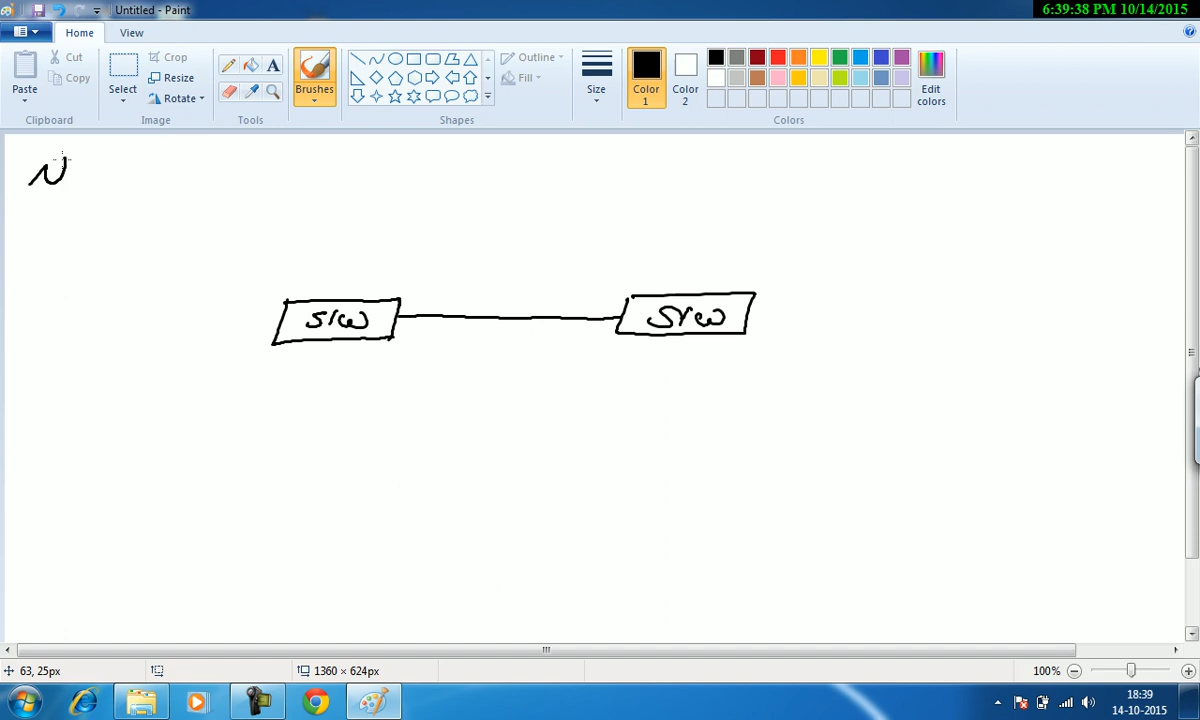 Untitled - Paint
6:39:38 PM 10/14/2015
Home
View
Cut
Copy
Paste
Clipboard
Crop
Resize
Rotate
Select
Image
A
Tools
Brushes
Outline
Fill
Shapes
Size
Color 1
Color 2
Edit colors
Colors
N
S/W
S/W
63, 25px
1360 × 624px
100%
18:39
14-10-2015